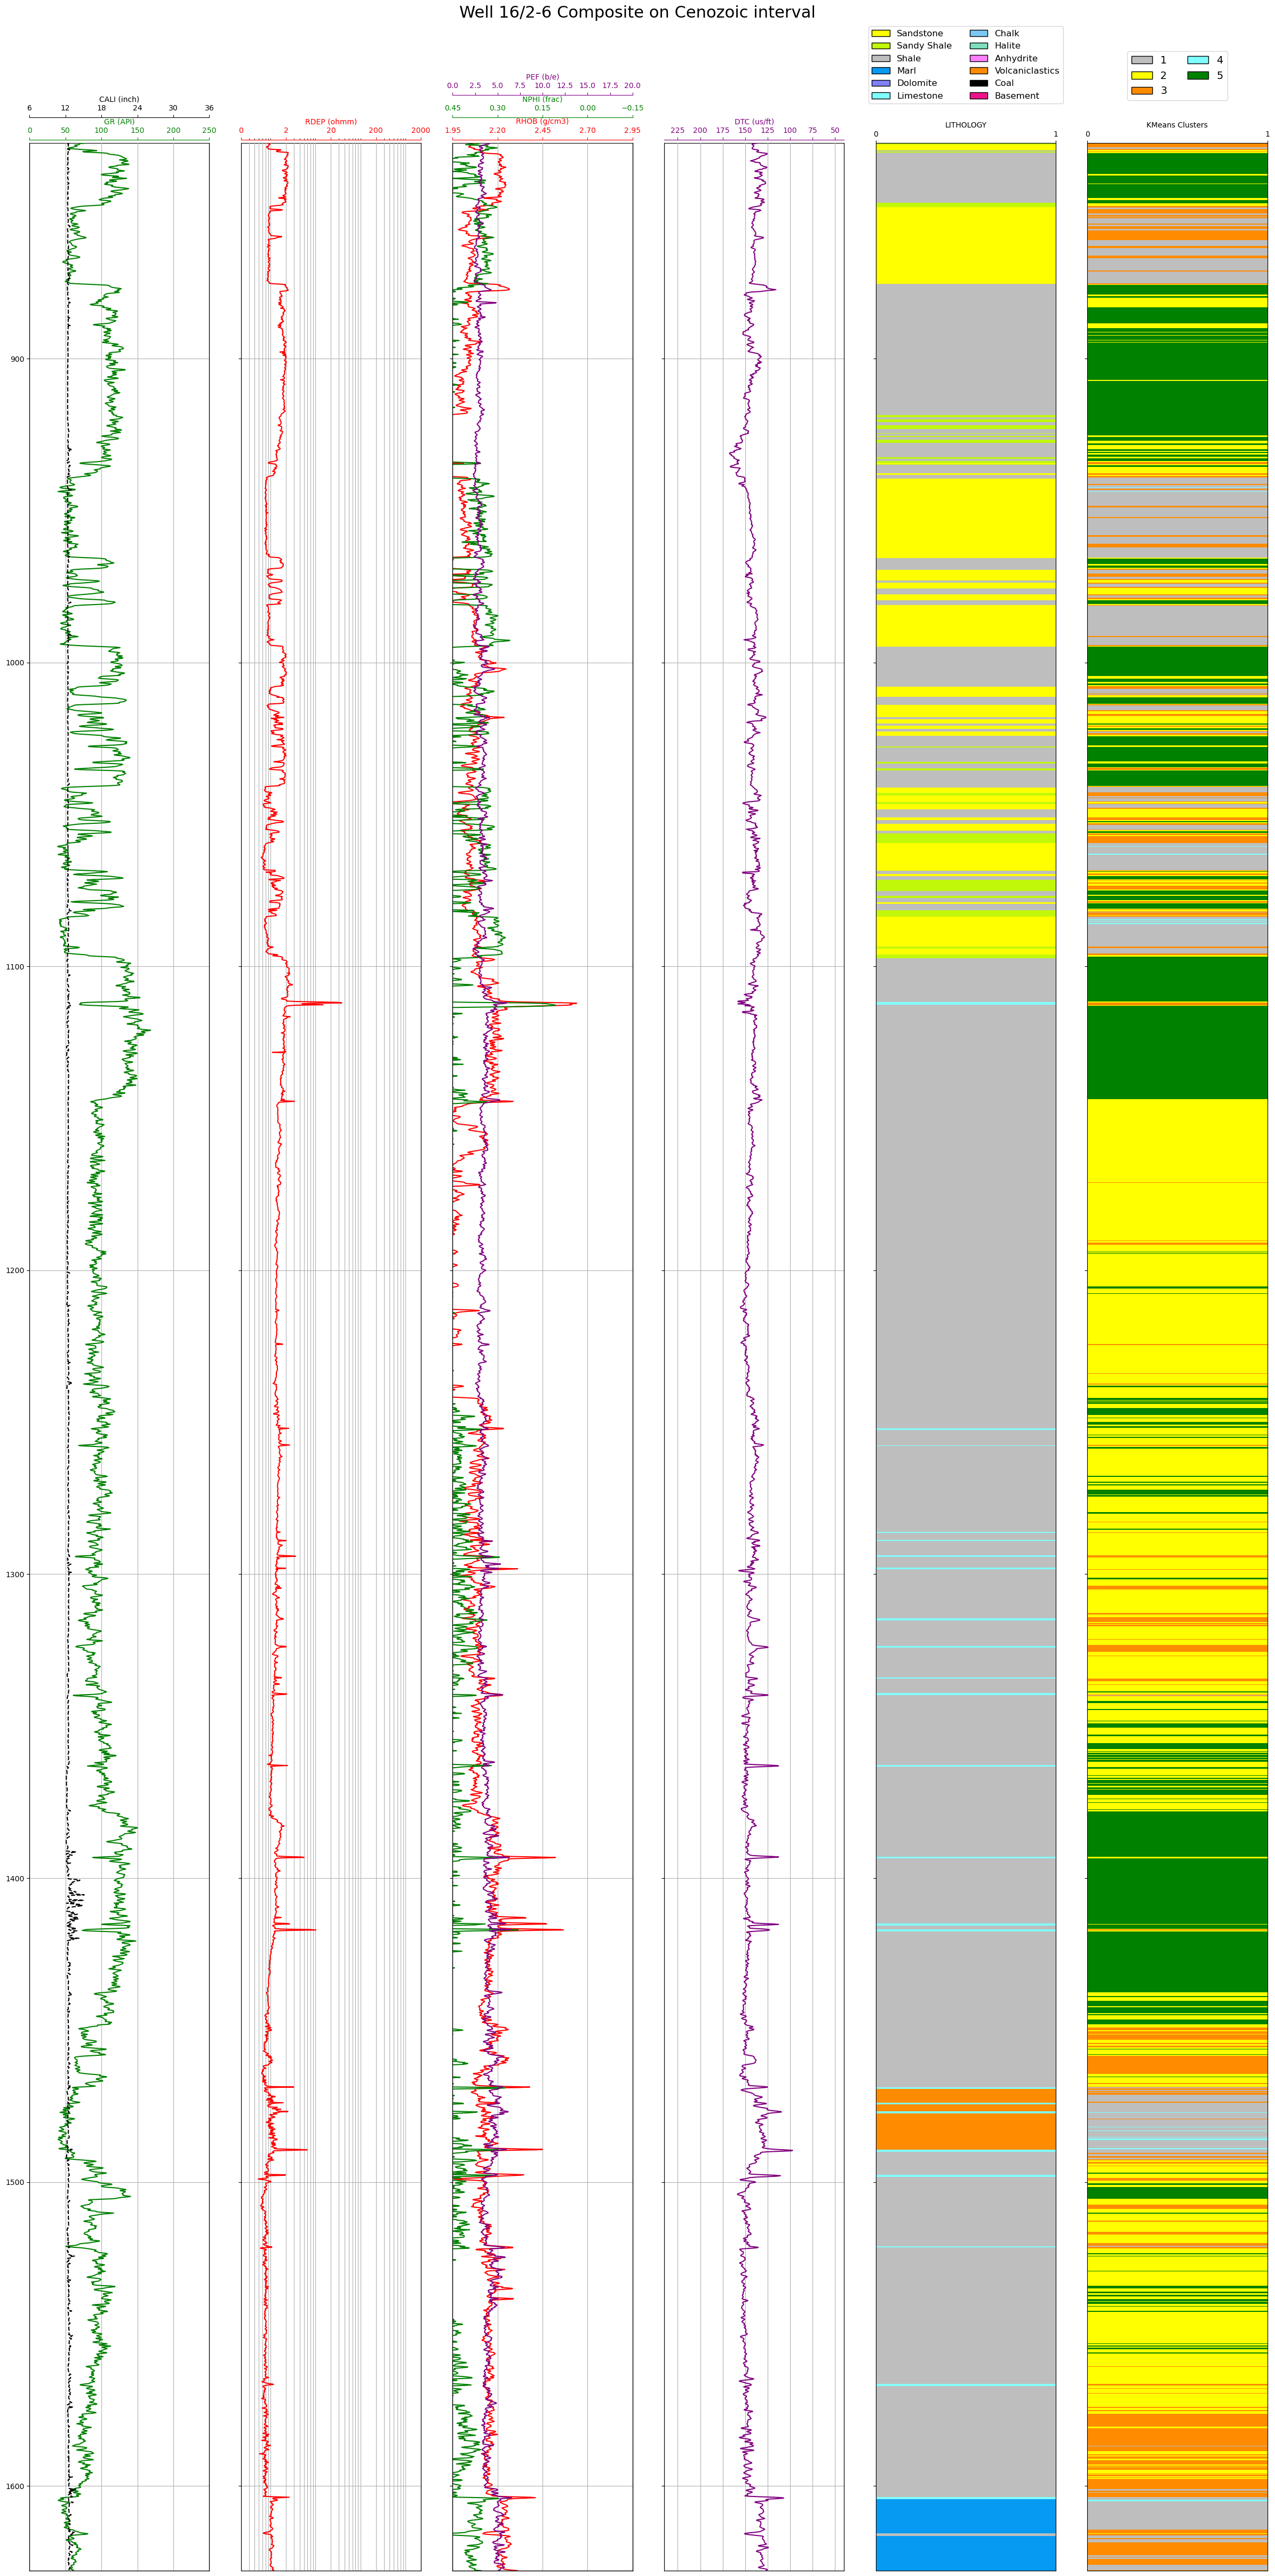 Well 16/2-6 Composite on Cenozoic interval
Sandstone Chalk
Sandy Shale Halite
Shale Anhydrite
Marl Volcaniclastics
Dolomite Coal
Limestone Basement
1 4
2 5
3
PEF (b/e)
0.0 2.5 5.0 7.5 10.0 12.5 15.0 17.5 20.0
CALI (inch)
6 12 18 24 30 36
NPHI (frac)
0.45 0.30 0.15 0.00 −0.15
GR (API)
0 50 100 150 200 250
RDEP (ohmm)
0 2 20 200 2000
RHOB (g/cm3)
1.95 2.20 2.45 2.70 2.95
DTC (us/ft)
225 200 175 150 125 100 75 50
LITHOLOGY
0 1
KMeans Clusters
0 1
900
1000
1100
1200
1300
1400
1500
1600